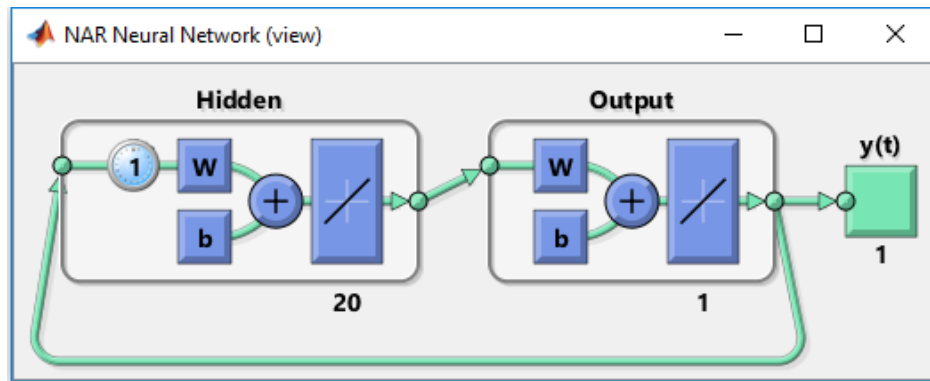 NAR Neural Network (view)
Hidden
Output
y(t)
1
W
b
+
W
b
+
20
1
1